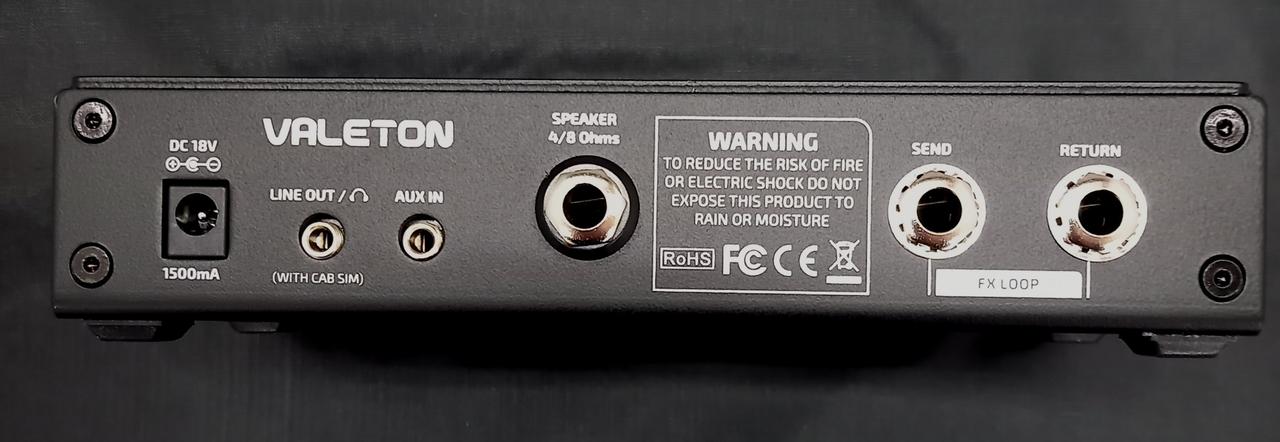 DC 18V
1500mA
VALETON
LINE OUT /
(WITH CAB SIM)
AUX IN
SPEAKER
4/8 Ohms
WARNING
TO REDUCE THE RISK OF FIRE
OR ELECTRIC SHOCK DO NOT
EXPOSE THIS PRODUCT TO
RAIN OR MOISTURE
RoHS FC CE
SEND
RETURN
FX LOOP